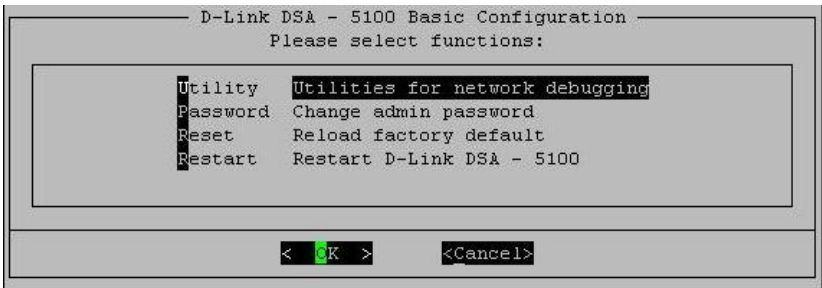 D-Link DSA - 5100 Basic Configuration
Please select functions:
Utility Utilities for network debugging
Password Change admin password
Reset Reload factory default
Restart Restart D-Link DSA - 5100
< OK > <Cancel>